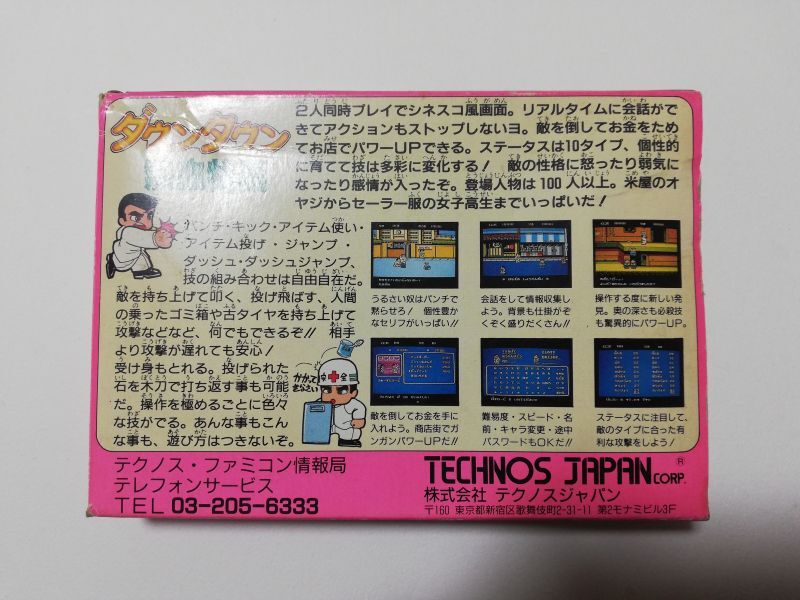 ダウンタウン
2人同時プレイでシネスコ風画面。リアルタイムに会話がで
きてアクションもストップしないヨ。敵を倒してお金をため
てお店でパワーUPできる。ステータスは10タイプ、個性的
に育てて技は多彩に変化する! 敵の性格に怒ったり弱気に
なったり感情が入ったぞ。登場人物は100人以上。米屋のオ
ヤジからセーラー服の女子高生までいっぱいだ!
パンチ・キック・アイテム使い・
アイテム投げ・ジャンプ・
ダッシュ・ダッシュジャンプ、
技の組み合わせは自由自在だ。
敵を持ち上げて叩く、投げ飛ばす、人間
の乗ったゴミ箱や古タイヤを持ち上げて
攻撃などなど、何でもできるぞ!! 相手
より攻撃が遅れても安心!
受け身もとれる。投げられた
石を木刀で打ち返す事も可能
だ。操作を極めるごとに色々
な技がでる。あんな事もこん
な事も、遊び方はつきないぞ。
かかって
きなさい
安全
うるさい奴はパンチで
黙らせろ! 個性豊か
なセリフがいっぱい!!
会話をして情報収集し
よう。背景も仕掛がぞ
くぞく盛りだくさん!!
操作する度に新しい発
見。奥の深さも必殺技
も驚異的にパワーUP。
敵を倒してお金を手に
入れよう。商店街でガ
ンガンパワーUPだ!!
難易度・スピード・名
前・キャラ変更・途中
パスワードもOKだ!!
ステータスに注目して、
敵のタイプに合った有
利な攻撃をしよう!
テクノス・ファミコン情報局
テレフォンサービス
TEL 03-205-6333
TECHNOS JAPAN CORP. ®
株式会社 テクノスジャパン
〒160 東京都新宿区歌舞伎町2-31-11 第2モナミビル3F